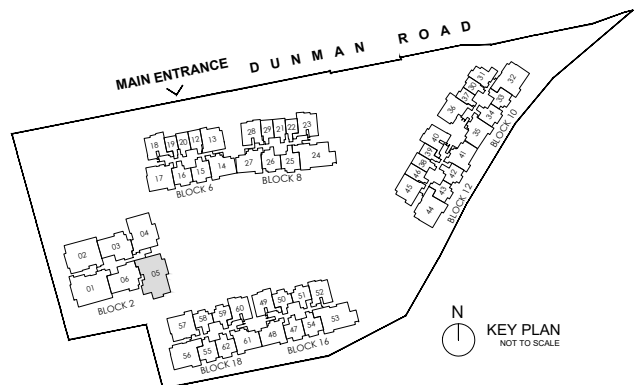 DUNMAN ROAD
MAIN ENTRANCE
18 19 20 12 13
17 16 15 14
BLOCK 6
28 29 21 22 23
27 26 25 24
BLOCK 8
31
30
37
32
33
36
34
35
BLOCK 10
40
39
38
46
45
41
42
43
44
BLOCK 12
02 03 04
01 06 05
BLOCK 2
57 58 59 60
56 55 62 61
BLOCK 18
49 50 51 52
48 47 54 53
BLOCK 16
N
KEY PLAN
NOT TO SCALE